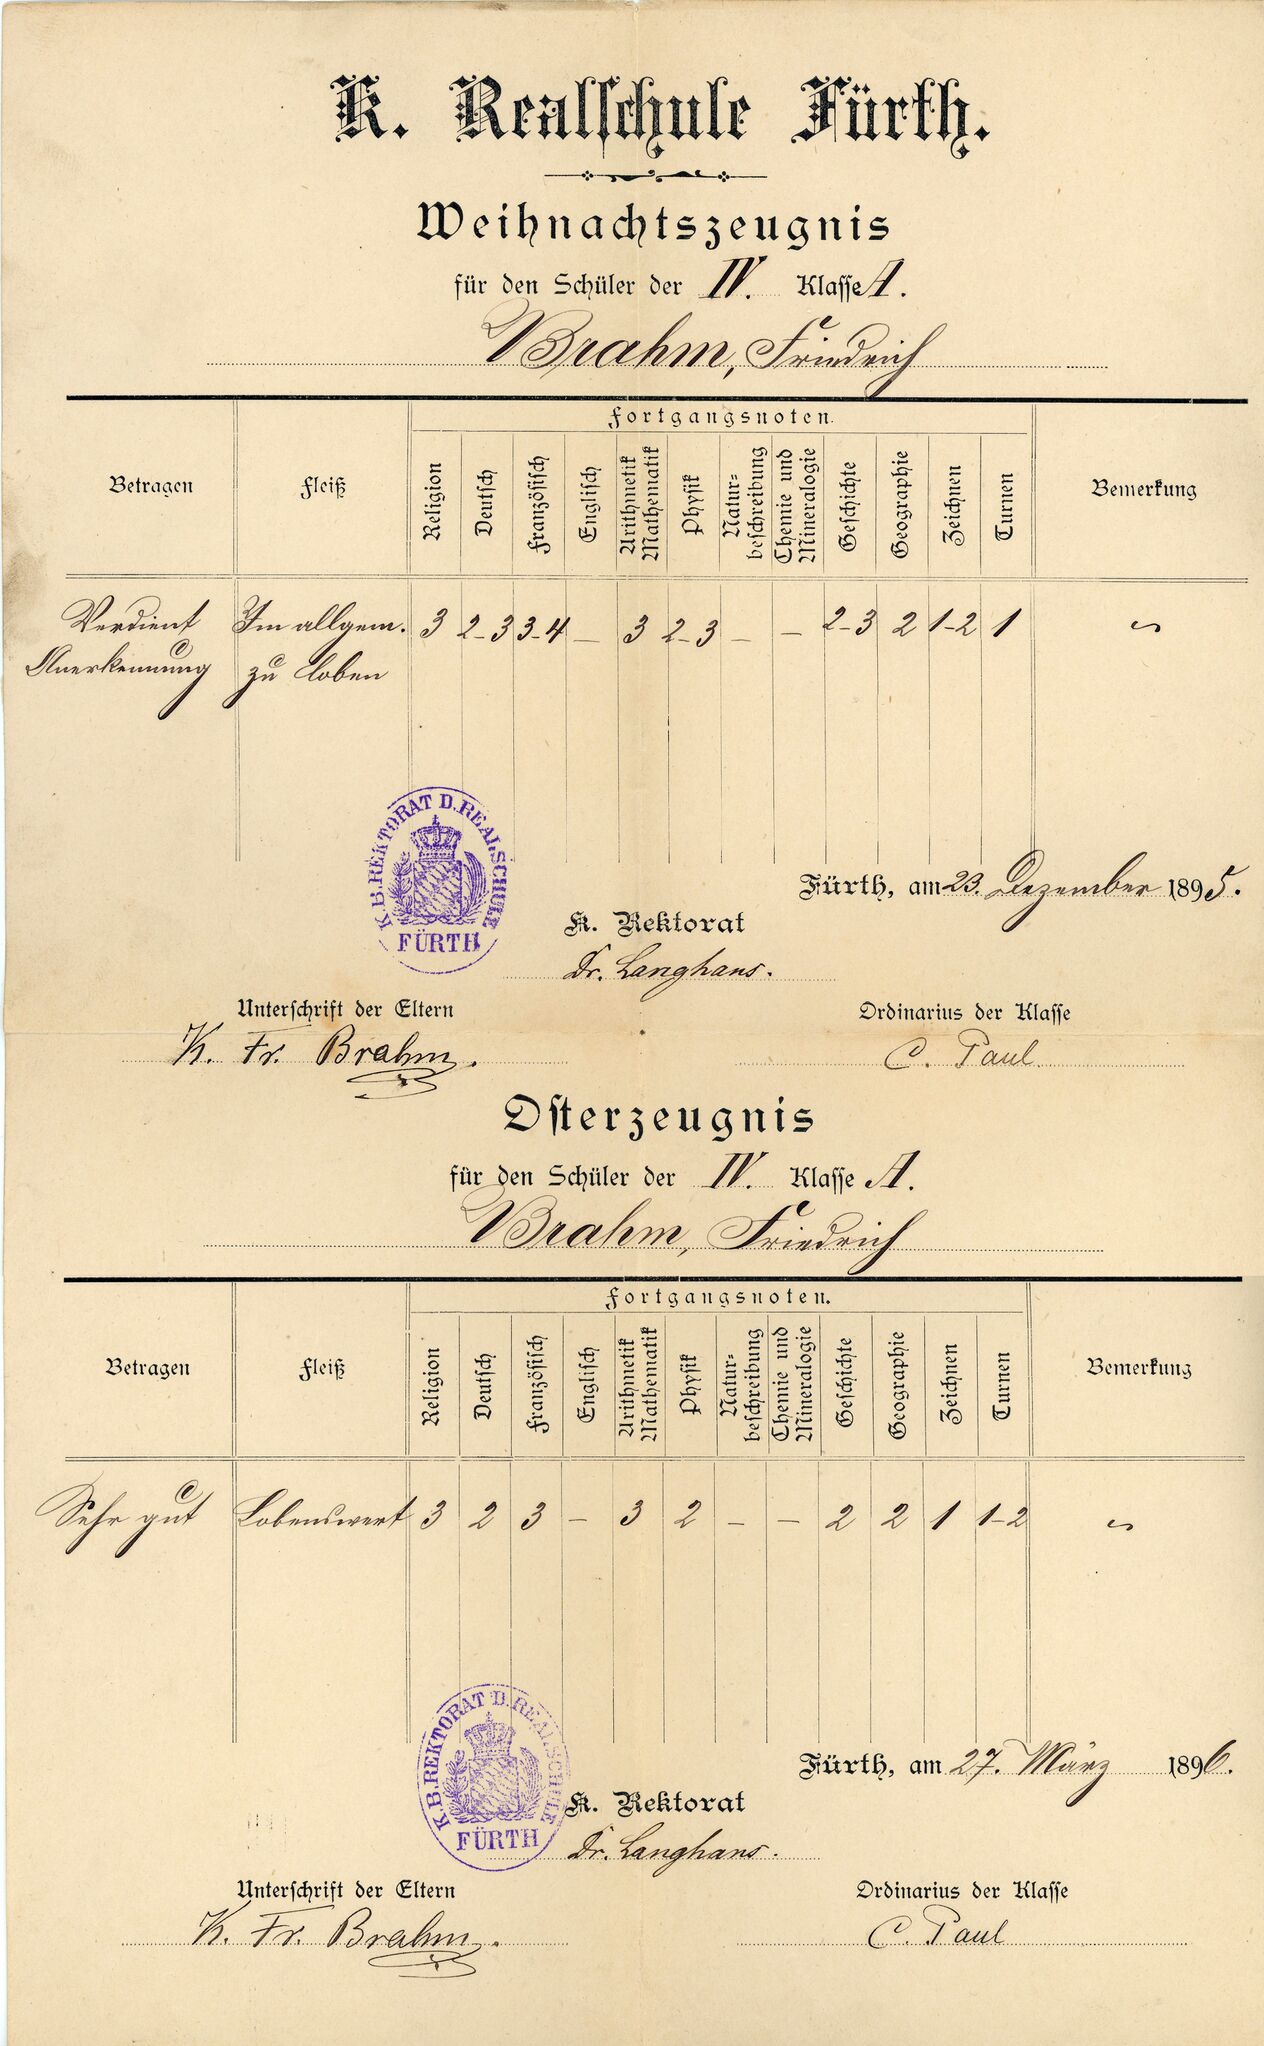 K. Realschule Fürth.
Weihnachtszeugnis
für den Schüler der IV. Klasse A.
Brahm, Friedrich
Fortgangsnoten.
Betragen Fleiß Religion Deutsch Französisch Englisch Arithmetik Mathematik Physik Natur-beschreibung Chemie und Mineralogie Geschichte Geographie Zeichnen Turnen Bemerkung
Verdient Im allgem. 3 2-3 3-4 – 3 2-3 – – 2-3 2 1-2 1
Anerkennung zu loben
K.B.REKTORAT D.REALSCHULE
FÜRTH
Fürth, am 23. Dezember 1895.
K. Rektorat
Dr. Langhans.
Unterschrift der Eltern Ordinarius der Klasse
K. Fr. Brahm. C. Paul
Osterzeugnis
für den Schüler der IV. Klasse A.
Brahm, Friedrich
Fortgangsnoten.
Betragen Fleiß Religion Deutsch Französisch Englisch Arithmetik Mathematik Physik Natur-beschreibung Chemie und Mineralogie Geschichte Geographie Zeichnen Turnen Bemerkung
Sehr gut Lobenswert 3 2 3 – 3 2 – – 2 2 1 1-2
Fürth, am 27. März 1896.
K.B.REKTORAT D.REALSCHULE
FÜRTH
K. Rektorat
Dr. Langhans.
Unterschrift der Eltern Ordinarius der Klasse
K. Fr. Brahm. C. Paul